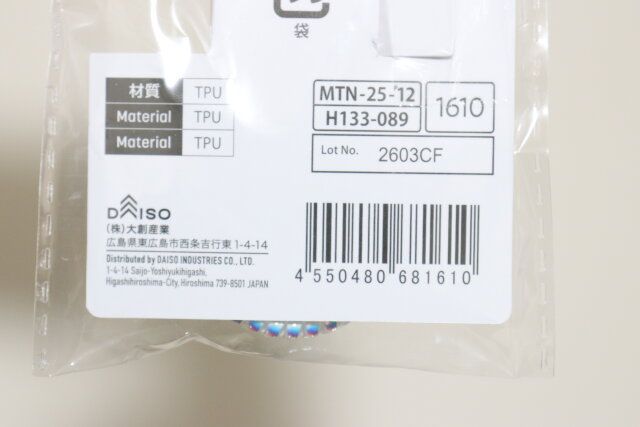 袋
材質 TPU
Material TPU
Material TPU
MTN-25-'12
H133-089
1610
Lot No. 2603CF
DAISO
(株)大創産業
広島県東広島市西条吉行東1-4-14
Distributed by DAISO INDUSTRIES CO., LTD.
1-4-14 Saijo-Yoshiyukihigashi,
Higashihiroshima-City, Hiroshima 739-8501 JAPAN
4 550480 681610